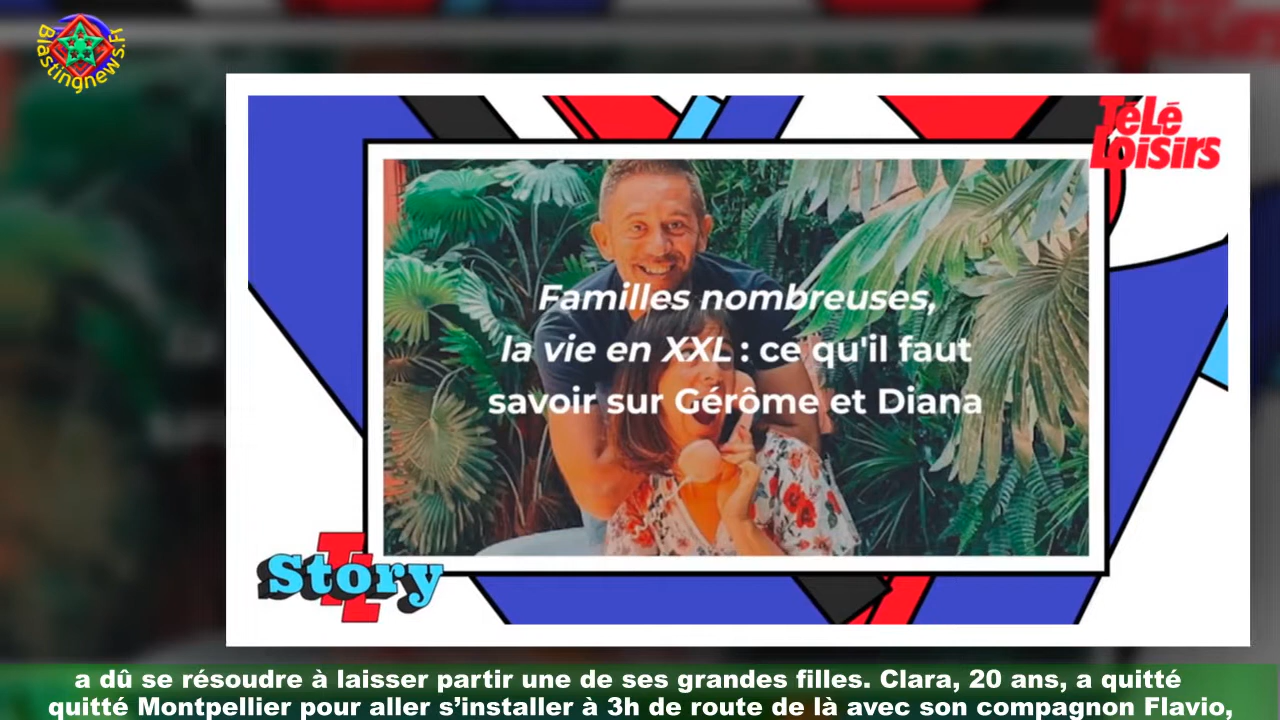 Blastingnews.Fr
TéLé
LOISIRS
Familles nombreuses,
la vie en XXL : ce qu'il faut
savoir sur Gérôme et Diana
TL
Story
a dû se résoudre à laisser partir une de ses grandes filles. Clara, 20 ans, a quitté
quitté Montpellier pour aller s’installer à 3h de route de là avec son compagnon Flavio,